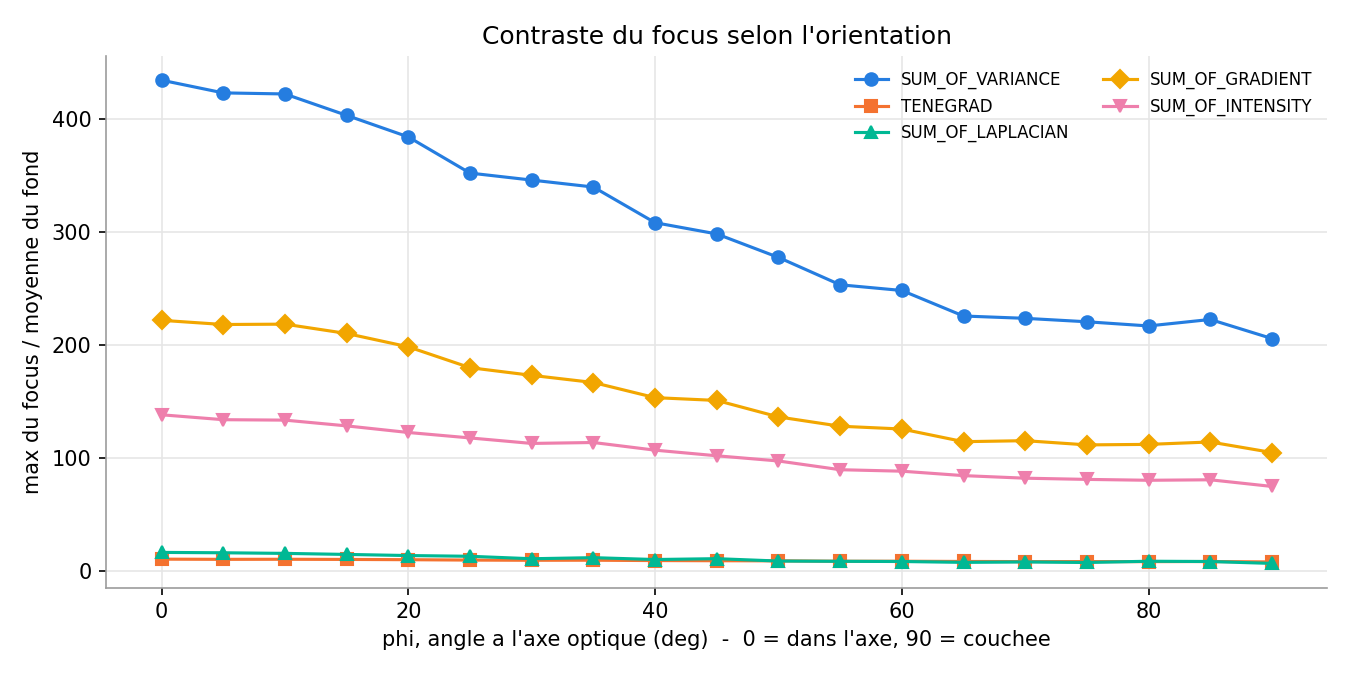 Contraste du focus selon l'orientation
SUM_OF_VARIANCE
TENEGRAD
SUM_OF_LAPLACIAN
SUM_OF_GRADIENT
SUM_OF_INTENSITY
max du focus / moyenne du fond
400
300
200
100
0
0 20 40 60 80
phi, angle a l'axe optique (deg)  -  0 = dans l'axe, 90 = couchee